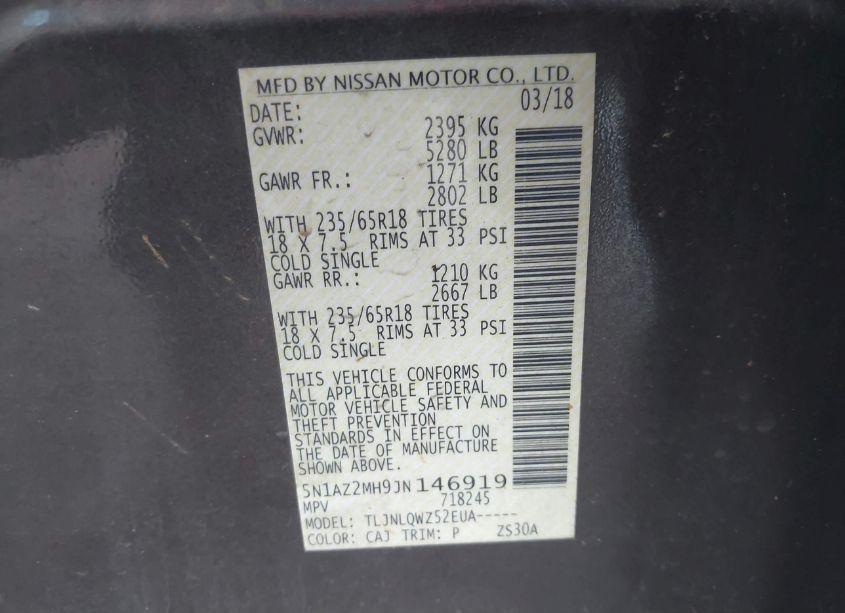 MFD BY NISSAN MOTOR CO., LTD.
DATE: 03/18
GVWR: 2395 KG
5280 LB
GAWR FR.: 1271 KG
2802 LB
WITH 235/65R18 TIRES
18 X 7.5 RIMS AT 33 PSI
COLD SINGLE
GAWR RR.: 1210 KG
2667 LB
WITH 235/65R18 TIRES
18 X 7.5 RIMS AT 33 PSI
COLD SINGLE
THIS VEHICLE CONFORMS TO
ALL APPLICABLE FEDERAL
MOTOR VEHICLE SAFETY AND
THEFT PREVENTION
STANDARDS IN EFFECT ON
THE DATE OF MANUFACTURE
SHOWN ABOVE.
5N1AZ2MH9JN146919
MPV 718245
MODEL: TLJNLQWZ52EUA-----
COLOR: CAJ TRIM: P ZS30A